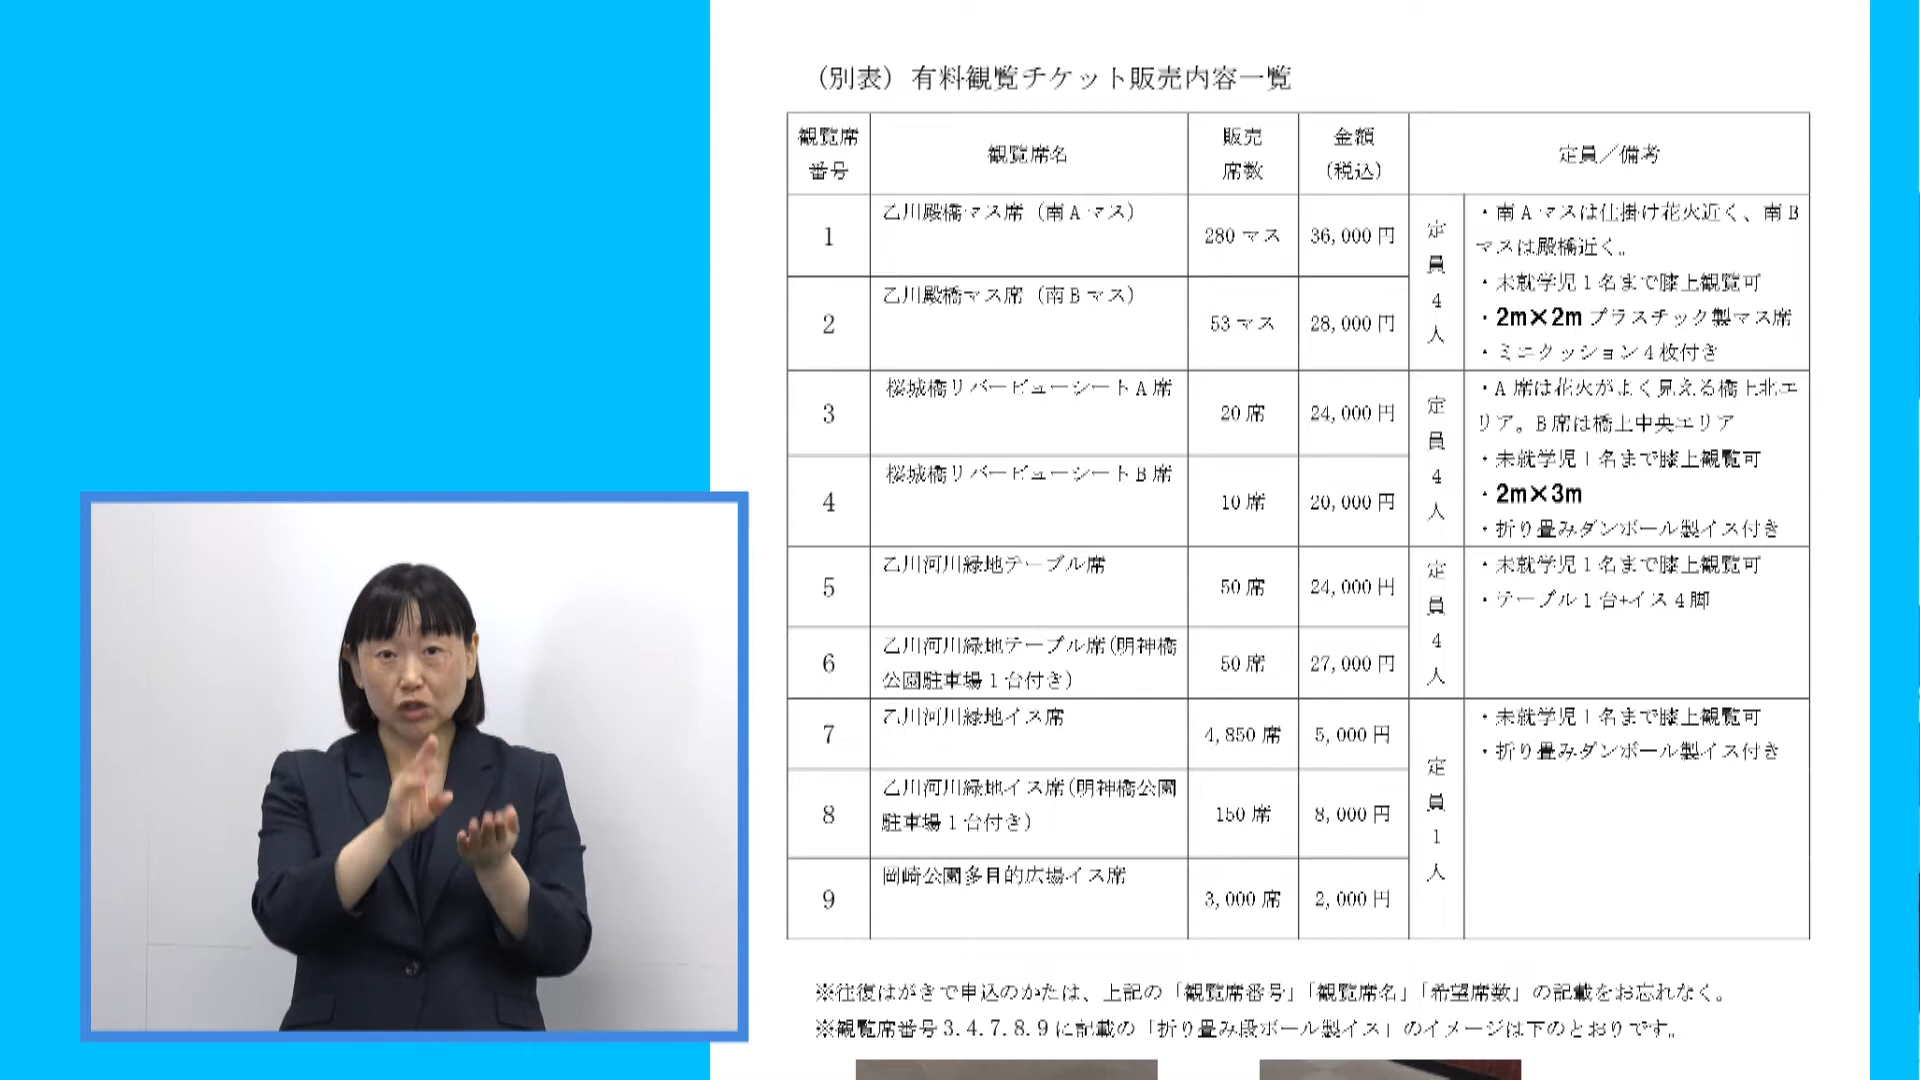 （別表）有料観覧チケット販売内容一覧
観覧席
番号
観覧席名
販売
席数
金額
（税込）
定員／備考
1
乙川殿橋マス席（南Aマス）
280マス
36,000円
2
乙川殿橋マス席（南Bマス）
53マス
28,000円
定員4人
・南Aマスは仕掛け花火近く、南B
マスは殿橋近く。
・未就学児1名まで膝上観覧可
・2m×2mプラスチック製マス席
・ミニクッション4枚付き
3
桜城橋リバービューシートA席
20席
24,000円
4
桜城橋リバービューシートB席
10席
20,000円
定員4人
・A席は花火がよく見える橋上北エ
リア。B席は橋上中央エリア
・未就学児1名まで膝上観覧可
・2m×3m
・折り畳みダンボール製イス付き
5
乙川河川緑地テーブル席
50席
24,000円
6
乙川河川緑地テーブル席(明神橋
公園駐車場1台付き)
50席
27,000円
定員4人
・未就学児1名まで膝上観覧可
・テーブル1台+イス4脚
7
乙川河川緑地イス席
4,850席
5,000円
8
乙川河川緑地イス席(明神橋公園
駐車場1台付き)
150席
8,000円
9
岡崎公園多目的広場イス席
3,000席
2,000円
定員1人
・未就学児1名まで膝上観覧可
・折り畳みダンボール製イス付き
※往復はがきで申込のかたは、上記の「観覧席番号」「観覧席名」「希望席数」の記載をお忘れなく。
※観覧席番号3.4.7.8.9に記載の「折り畳み段ボール製イス」のイメージは下のとおりです。